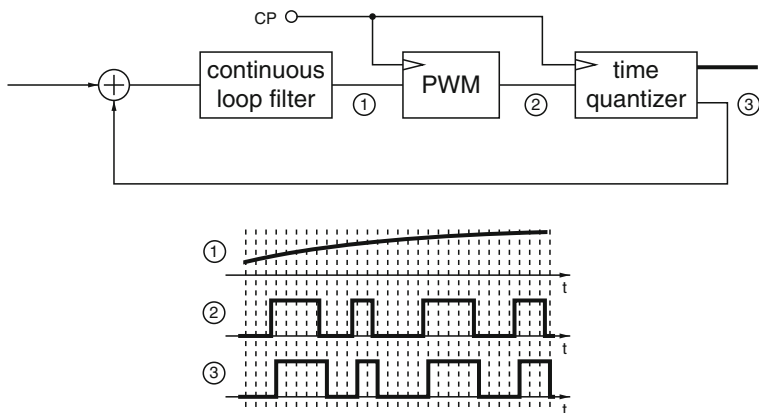 CP
continuous
loop filter
PWM
time
quantizer
①
②
③
①
t
②
t
③
t